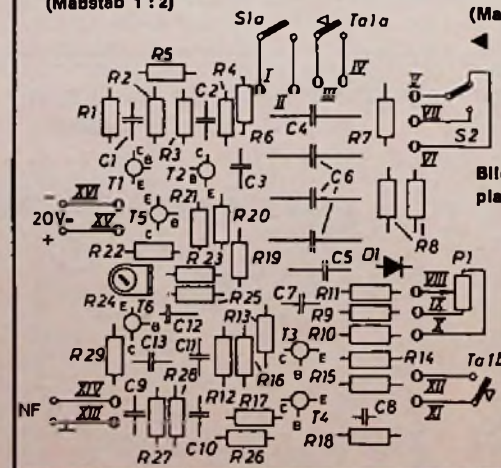 (Maßstab 1:2)
(Ma
S1a
Ta1a
R5
R4
R2
C2
I
II
III
IV
V
VII
S2
VI
R1
C1
R3
R6
C4
R7
C
B
E
T1
C
T2 B
E
C3
C6
Bil
pla
– XVI
20V= XV
+
T5
C
B
E
R21
R20
R8
R22
R23
R19
C5
D1
P1
R24
R25
C7
R11
VIII
R9
IX
R13
R10
X
E T6
B
C
C12
R29
C13
C11
T3
C
E
B
R14
Ta1b
R28
R12
R16
R15
XII
XIV
NF
XIII
C9
R17
C
E
B
T4
C8
XI
C10
R18
R27
R26